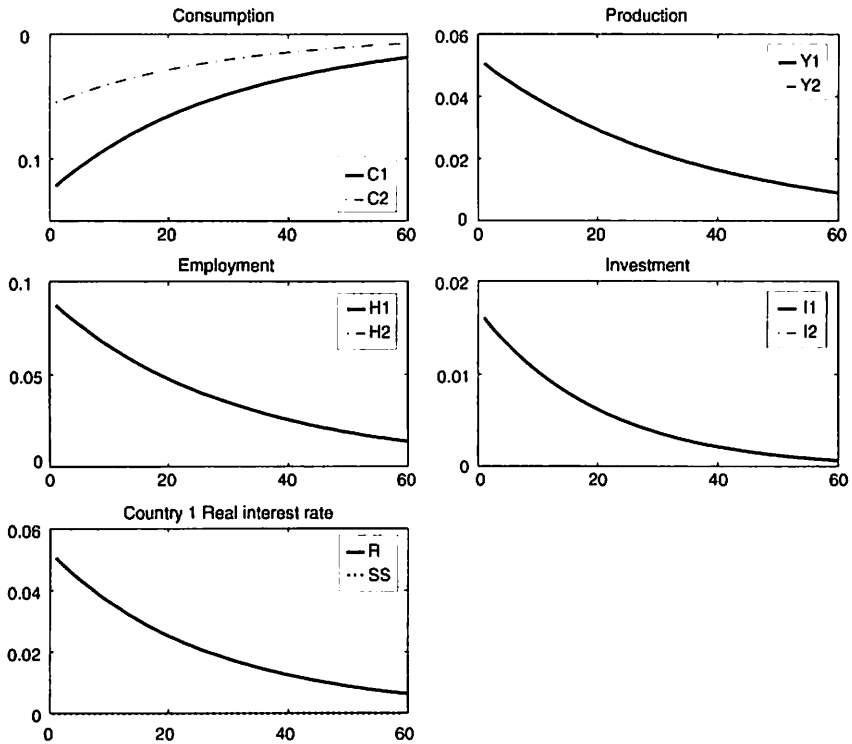 Consumption
0
0.1
C1
C2
0 20 40 60
Production
0.06
0.04
0.02
0
Y1
Y2
0 20 40 60
Employment
0.1
0.05
0
H1
H2
0 20 40 60
Investment
0.02
0.01
0
I1
I2
0 20 40 60
Country 1 Real interest rate
0.06
0.04
0.02
0
R
SS
0 20 40 60